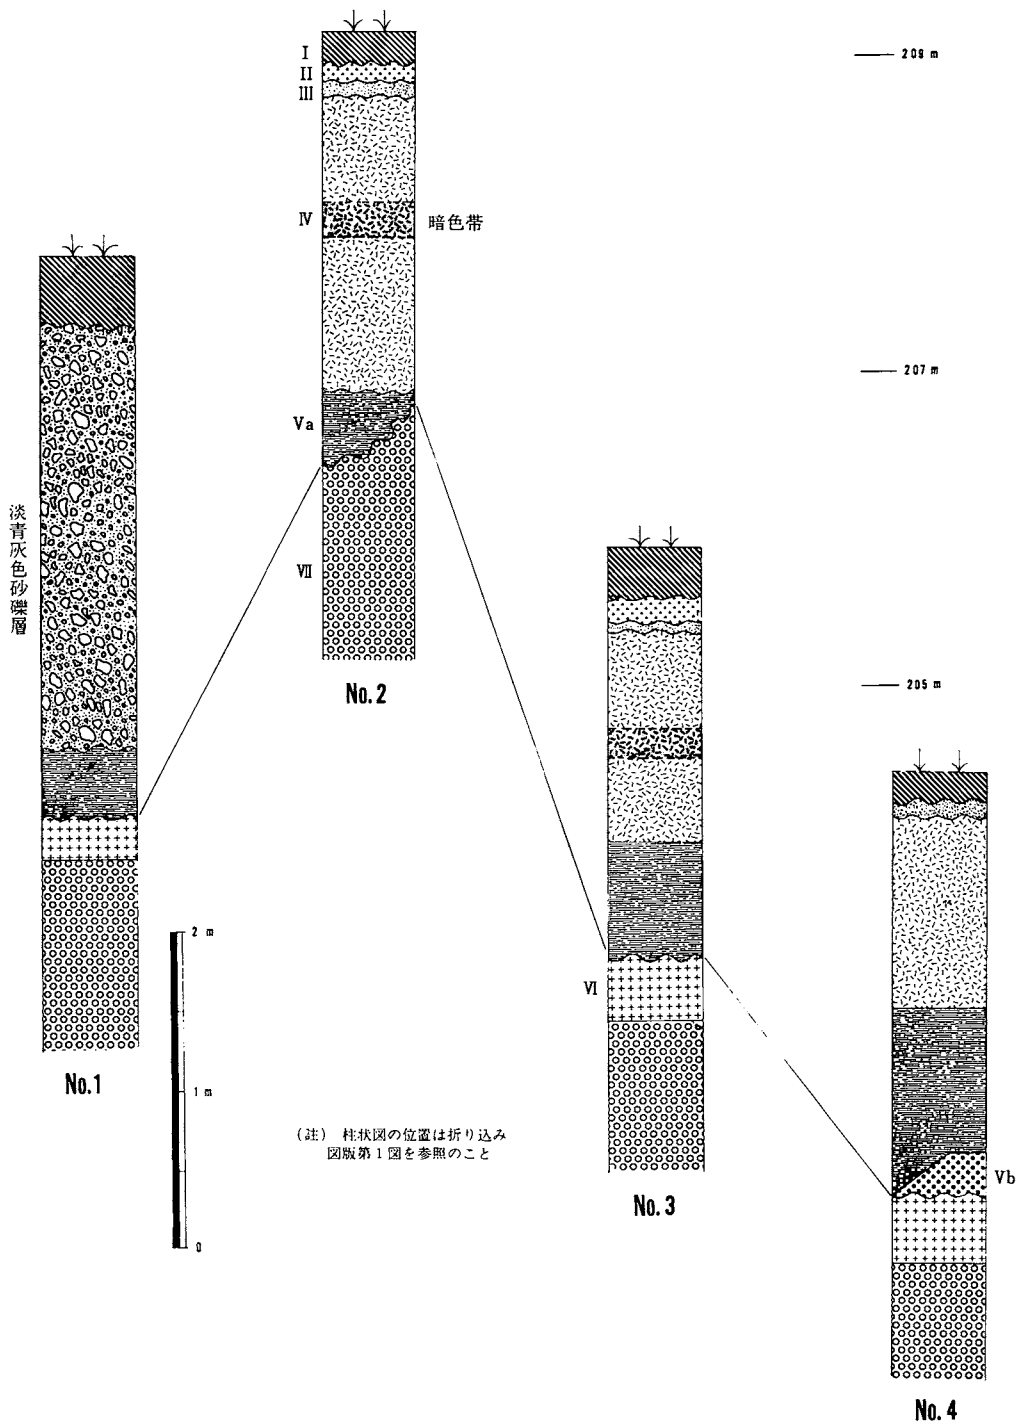 I
II
III
IV
暗色帯
Va
VII
No.2
209 m
207 m
205 m
淡青灰色砂礫層
No.1
2 m
1 m
0
(註) 柱状図の位置は折り込み
図版第1図を参照のこと
VI
No.3
Vb
No.4